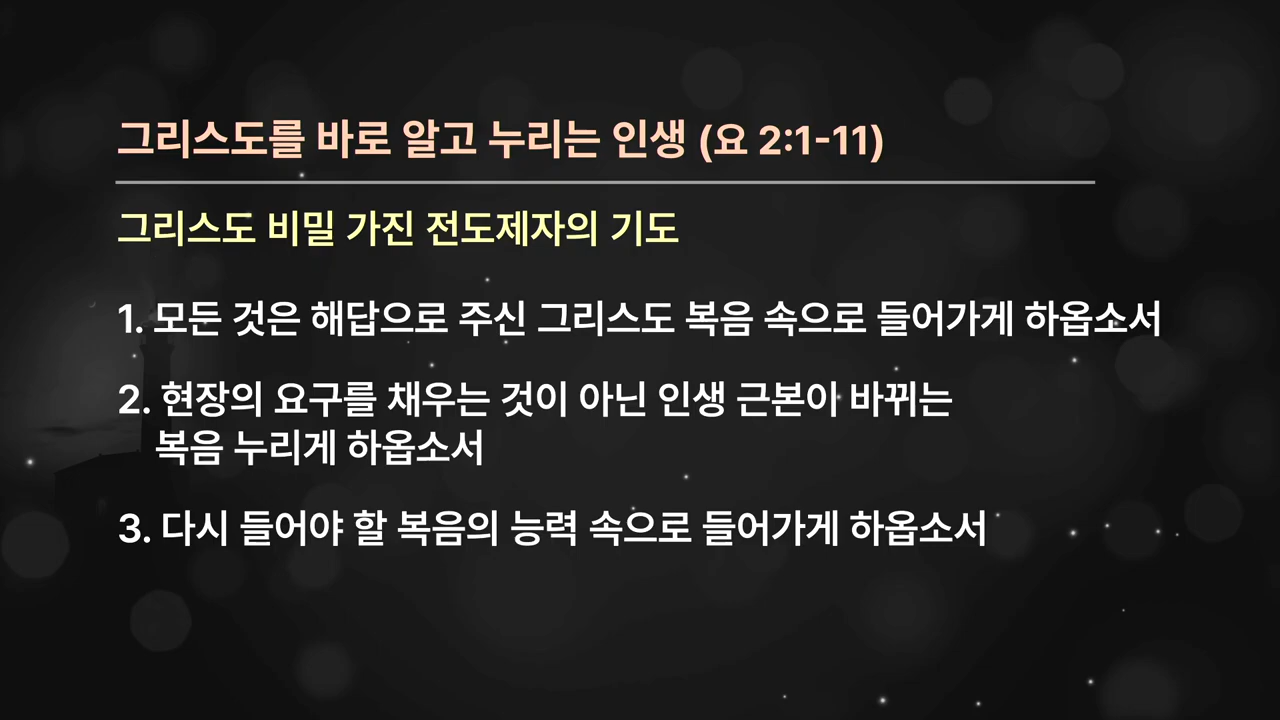 그리스도를 바로 알고 누리는 인생 (요 2:1-11)
그리스도 비밀 가진 전도제자의 기도
1. 모든 것은 해답으로 주신 그리스도 복음 속으로 들어가게 하옵소서
2. 현장의 요구를 채우는 것이 아닌 인생 근본이 바뀌는
복음 누리게 하옵소서
3. 다시 들어야 할 복음의 능력 속으로 들어가게 하옵소서